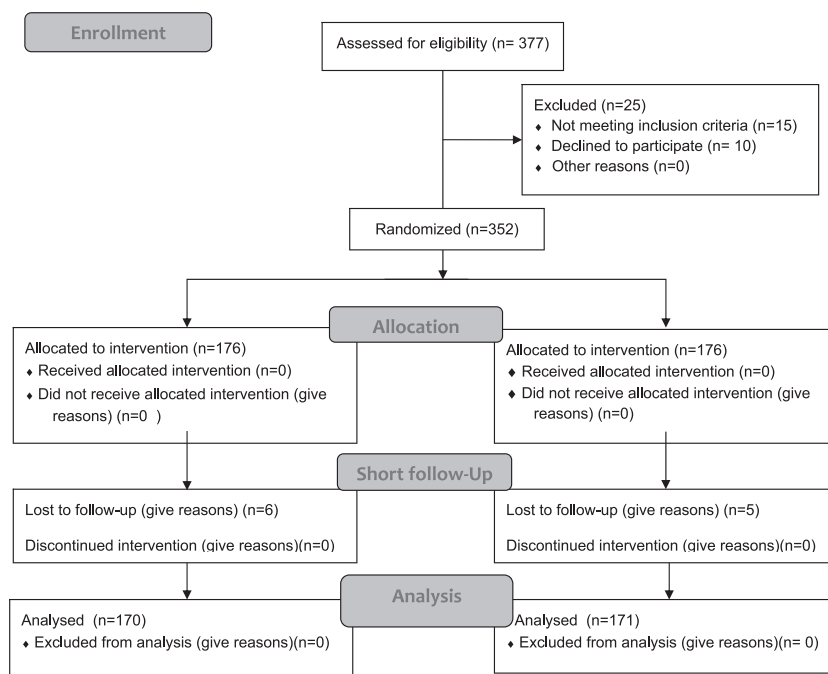 Enrollment
Assessed for eligibility (n= 377)
Excluded (n=25)
♦ Not meeting inclusion criteria (n=15)
♦ Declined to participate (n= 10)
♦ Other reasons (n=0)
Randomized (n=352)
Allocation
Allocated to intervention (n=176)
♦ Received allocated intervention (n=0)
♦ Did not receive allocated intervention (give
reasons) (n=0 )
Allocated to intervention (n=176)
♦ Received allocated intervention (n=0)
♦ Did not receive allocated intervention (give
reasons) (n=0)
Short follow-Up
Lost to follow-up (give reasons) (n=6)
Discontinued intervention (give reasons)(n=0)
Lost to follow-up (give reasons) (n=5)
Discontinued intervention (give reasons)(n=0)
Analysis
Analysed (n=170)
♦ Excluded from analysis (give reasons)(n=0)
Analysed (n=171)
♦ Excluded from analysis (give reasons)(n= 0)